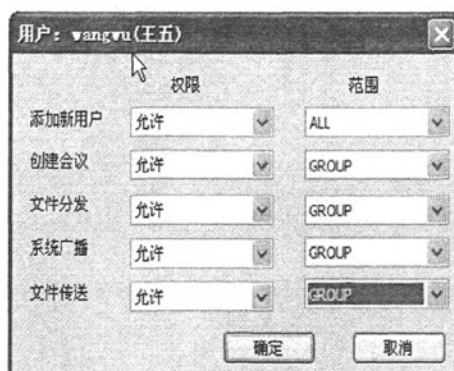 用户：wangwu(王五)
权限 范围
添加新用户 允许 ALL
创建会议 允许 GROUP
文件分发 允许 GROUP
系统广播 允许 GROUP
文件传送 允许 GROUP
确定 取消